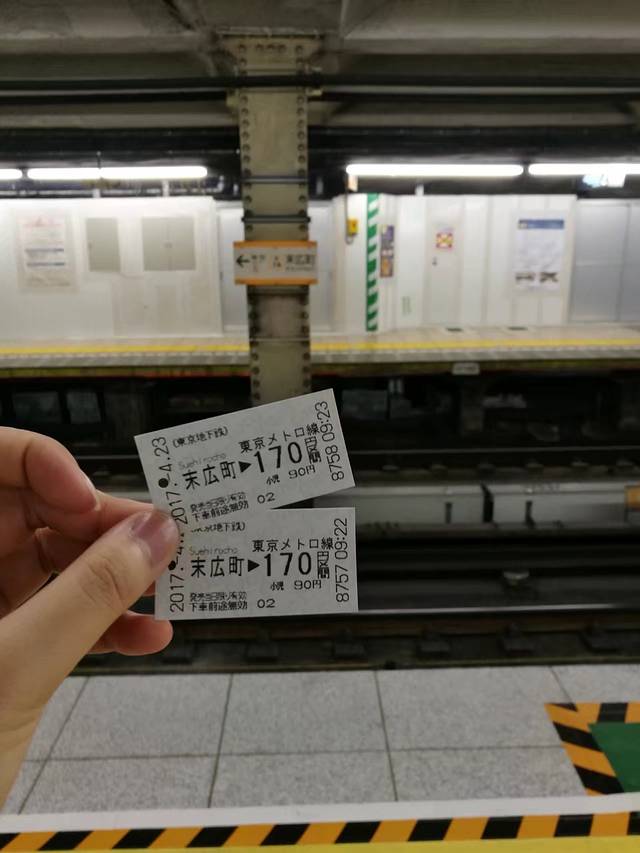 末広町
2017.-4.23
(東京地下鉄)
東京メトロ線
Suehirocho
末広町▶170円区間
小児 90円
発売当日限り有効
下車前途無効 02
8758 09:23
2017.
東京地下鉄)
東京メトロ線
Suehirocho
末広町▶170円区間
小児 90円
発売当日限り有効
下車前途無効 02
8757 09:22